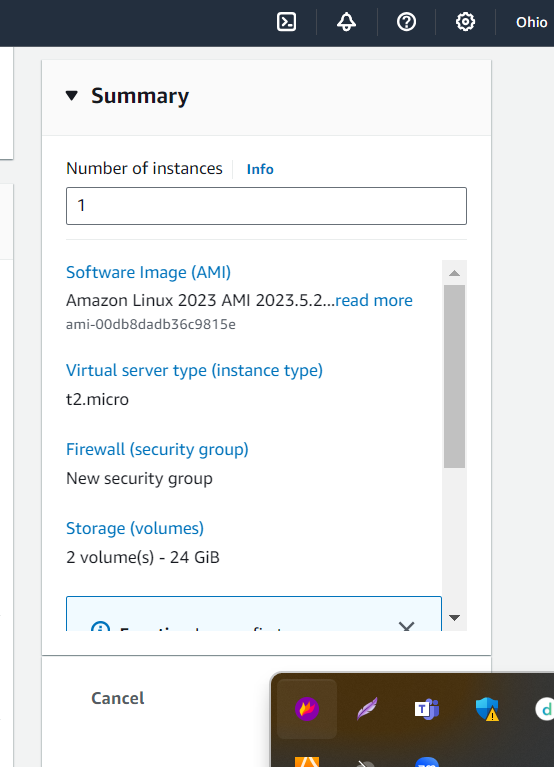 Ohio
Summary
Number of instances Info
1
Software Image (AMI)
Amazon Linux 2023 AMI 2023.5.2...read more
ami-00db8dadb36c9815e
Virtual server type (instance type)
t2.micro
Firewall (security group)
New security group
Storage (volumes)
2 volume(s) - 24 GiB
Cancel